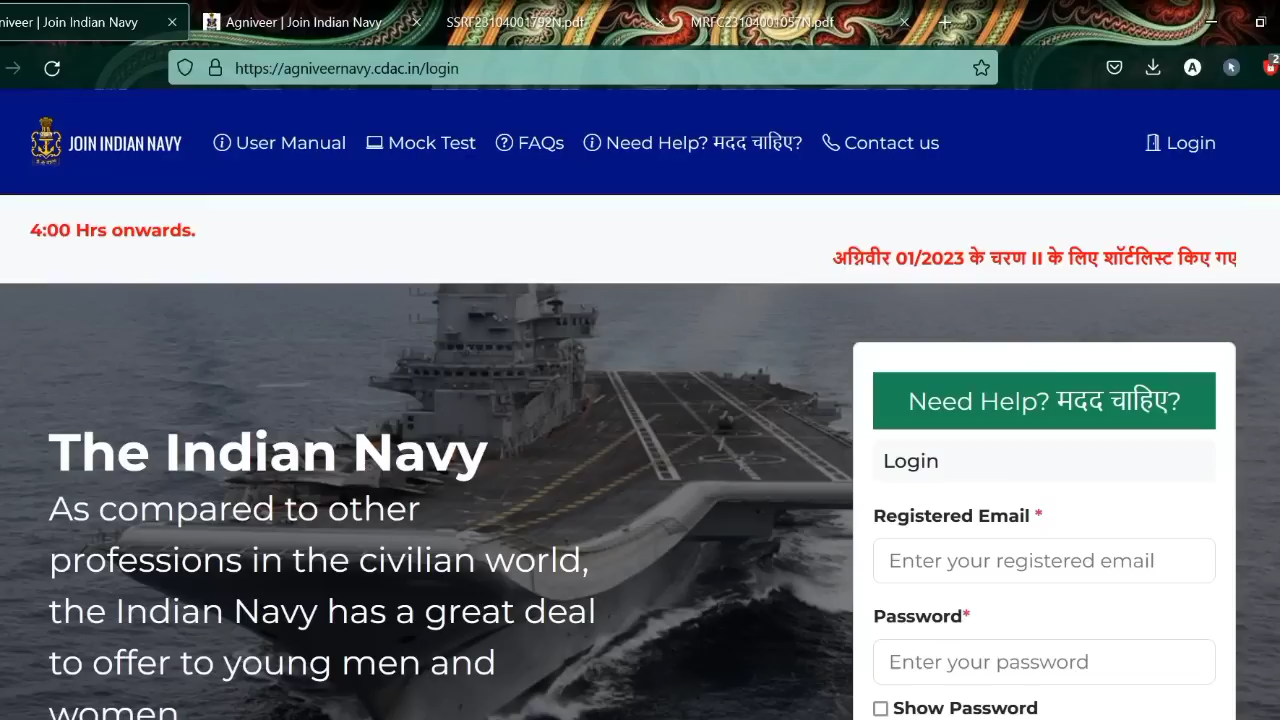 niveer | Join Indian Navy
Agniveer | Join Indian Navy
SSRF23104001792N.pdf
MRFC23104001057N.pdf
https://agniveernavy.cdac.in/login
A
2
JOIN INDIAN NAVY
User Manual
Mock Test
FAQs
Need Help? मदद चाहिए?
Contact us
Login
4:00 Hrs onwards.
अग्निवीर 01/2023 के चरण II के लिए शॉर्टलिस्ट किए गए
Need Help? मदद चाहिए?
Login
The Indian Navy
As compared to other
professions in the civilian world,
the Indian Navy has a great deal
to offer to young men and
women
Registered Email *
Enter your registered email
Password*
Enter your password
Show Password